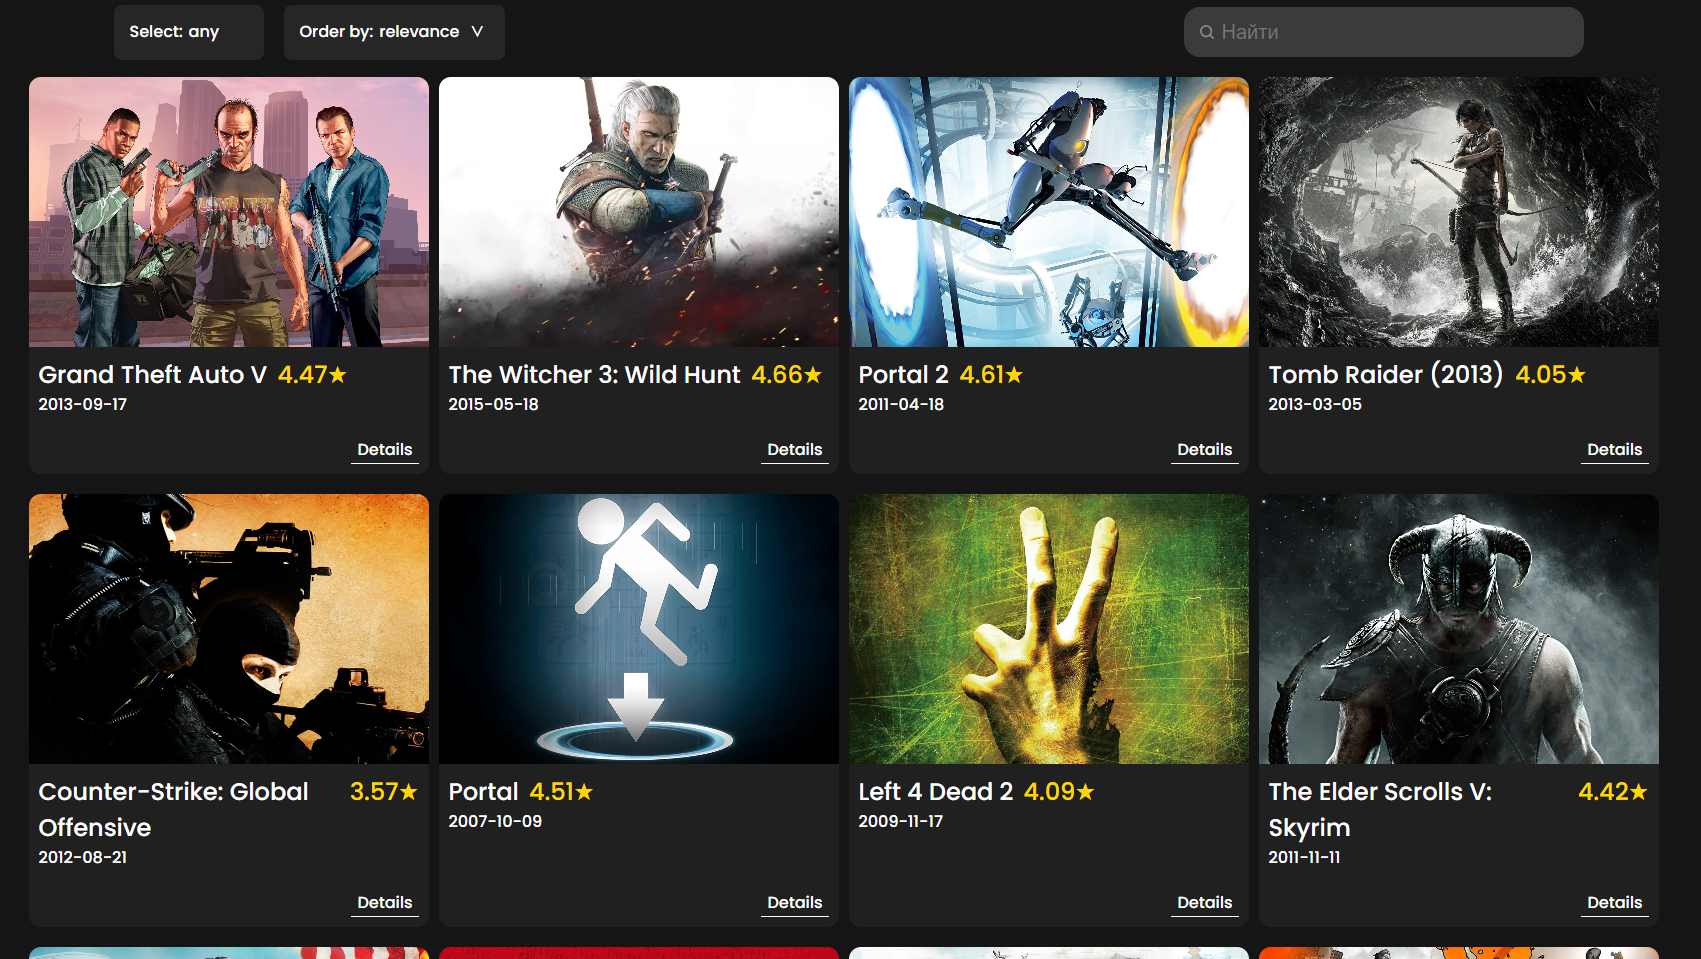 Select: any
Order by: relevance V
Найти
Grand Theft Auto V 4.47★
2013-09-17
Details
The Witcher 3: Wild Hunt 4.66★
2015-05-18
Details
Portal 2 4.61★
2011-04-18
Details
Tomb Raider (2013) 4.05★
2013-03-05
Details
Counter-Strike: Global 3.57★
Offensive
2012-08-21
Details
Portal 4.51★
2007-10-09
Details
Left 4 Dead 2 4.09★
2009-11-17
Details
The Elder Scrolls V: 4.42★
Skyrim
2011-11-11
Details